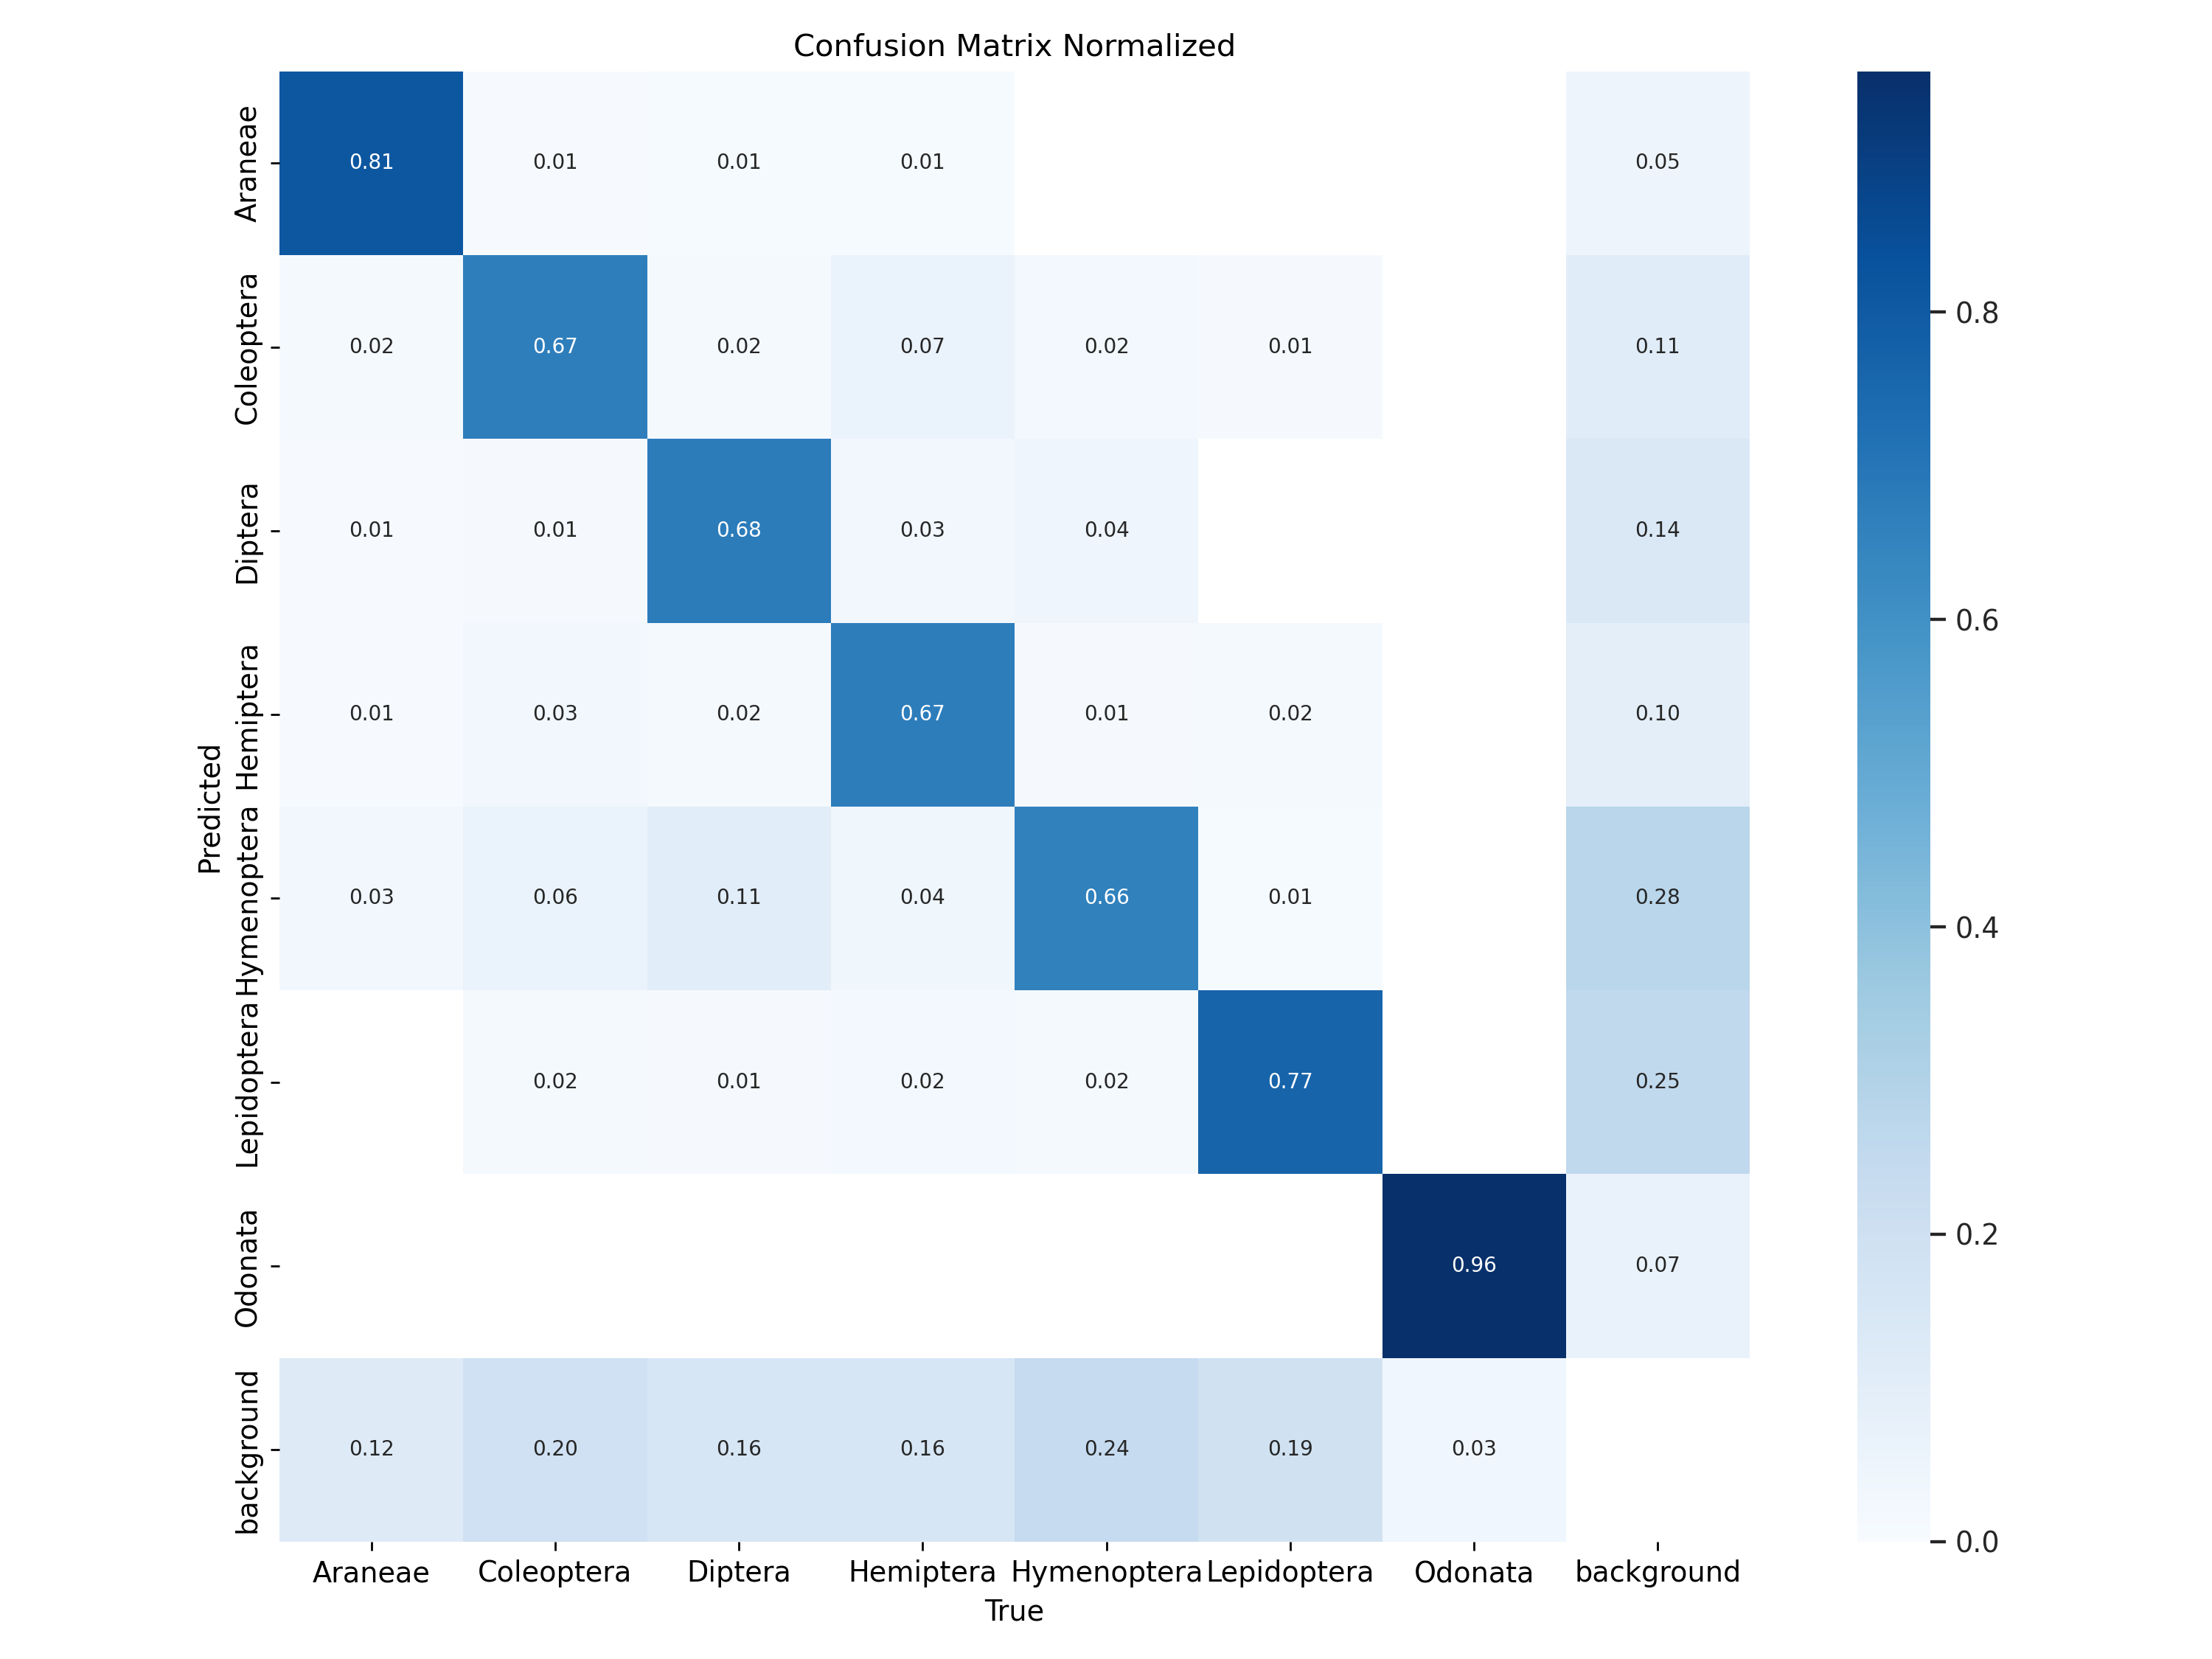 Confusion Matrix Normalized
Predicted
Araneae 0.81 0.01 0.01 0.01 0.05
Coleoptera 0.02 0.67 0.02 0.07 0.02 0.01 0.11
Diptera 0.01 0.01 0.68 0.03 0.04 0.14
Hemiptera 0.01 0.03 0.02 0.67 0.01 0.02 0.10
Hymenoptera 0.03 0.06 0.11 0.04 0.66 0.01 0.28
Lepidoptera 0.02 0.01 0.02 0.02 0.77 0.25
Odonata 0.96 0.07
background 0.12 0.20 0.16 0.16 0.24 0.19 0.03
Araneae Coleoptera Diptera Hemiptera Hymenoptera Lepidoptera Odonata background
True
0.8
0.6
0.4
0.2
0.0